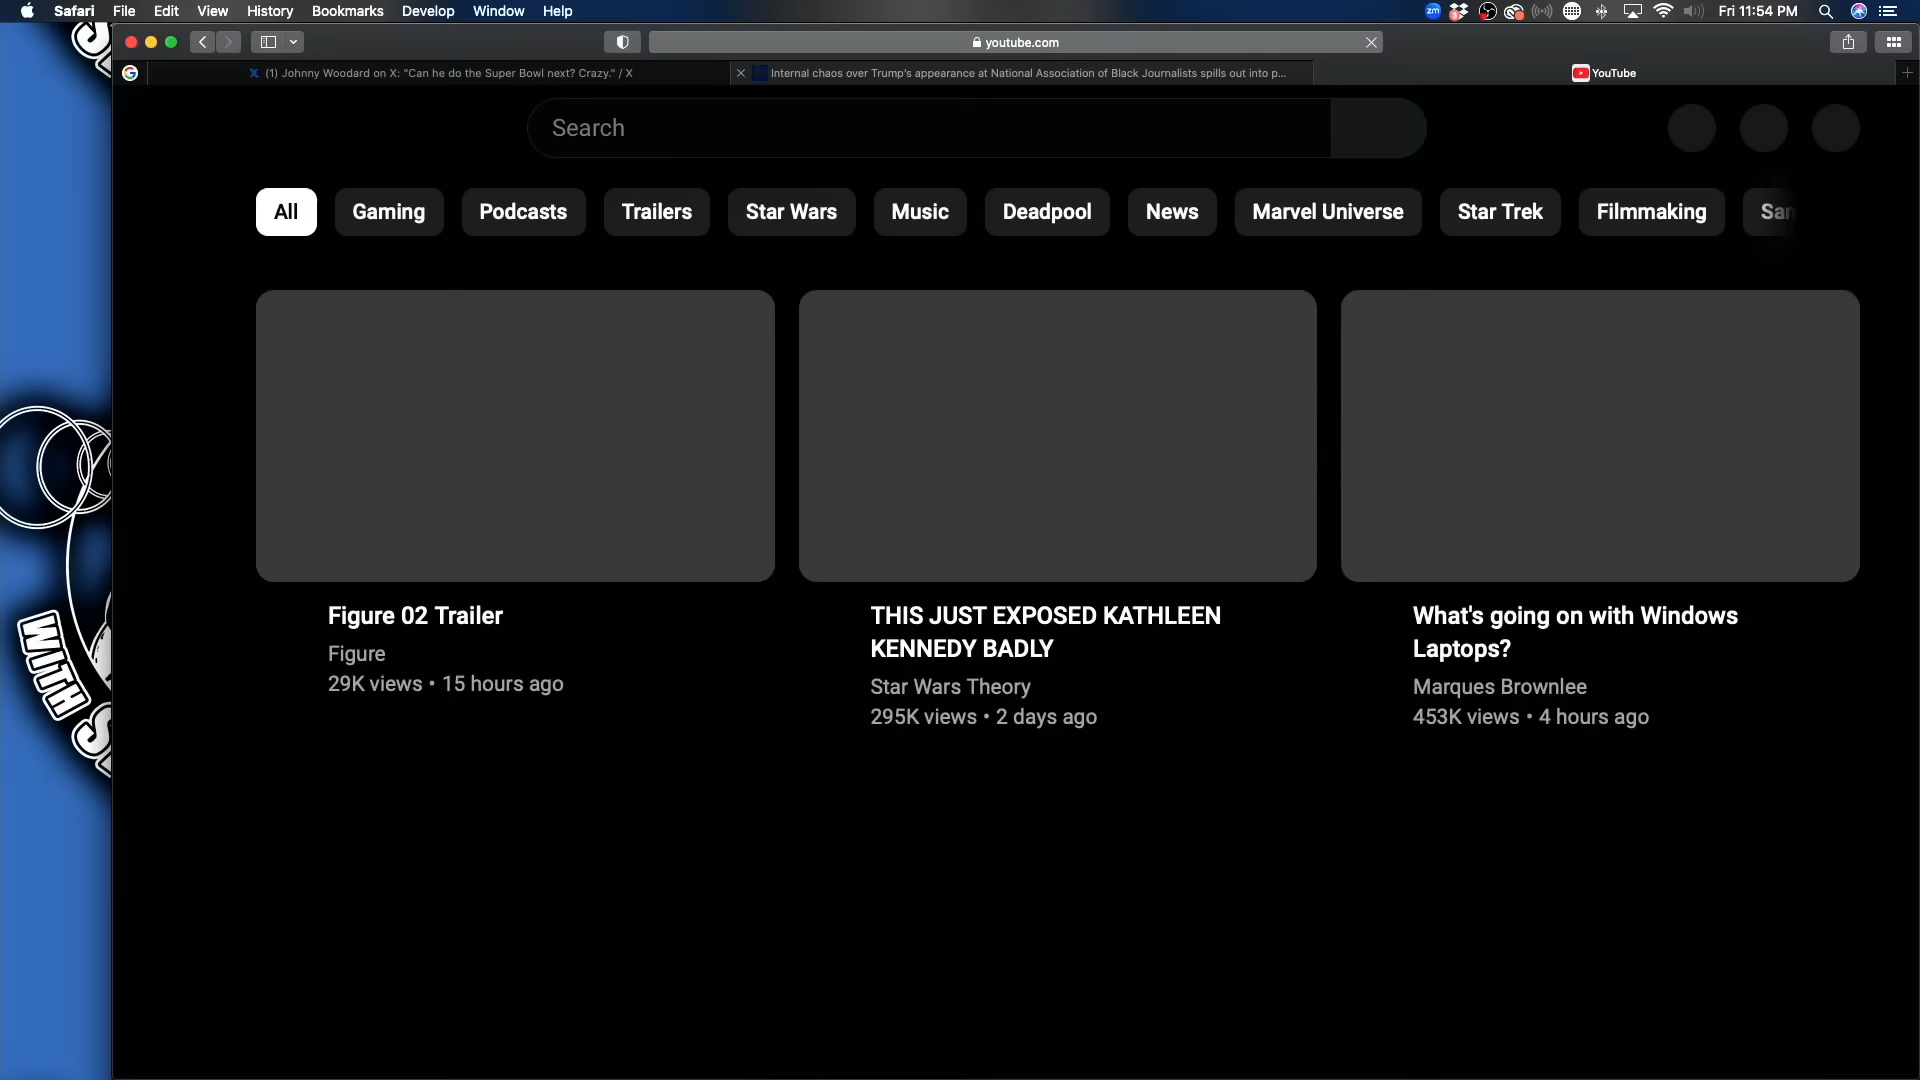 Safari File Edit View History Bookmarks Develop Window Help
zm 3 Fri 11:54 PM
youtube.com
(1) Johnny Woodard on X: "Can he do the Super Bowl next? Crazy." / X
Internal chaos over Trump's appearance at National Association of Black Journalists spills out into p...
YouTube
Search
All Gaming Podcasts Trailers Star Wars Music Deadpool News Marvel Universe Star Trek Filmmaking
Figure 02 Trailer
Figure
29K views • 15 hours ago
THIS JUST EXPOSED KATHLEEN
KENNEDY BADLY
Star Wars Theory
295K views • 2 days ago
What's going on with Windows
Laptops?
Marques Brownlee
453K views • 4 hours ago
WITH